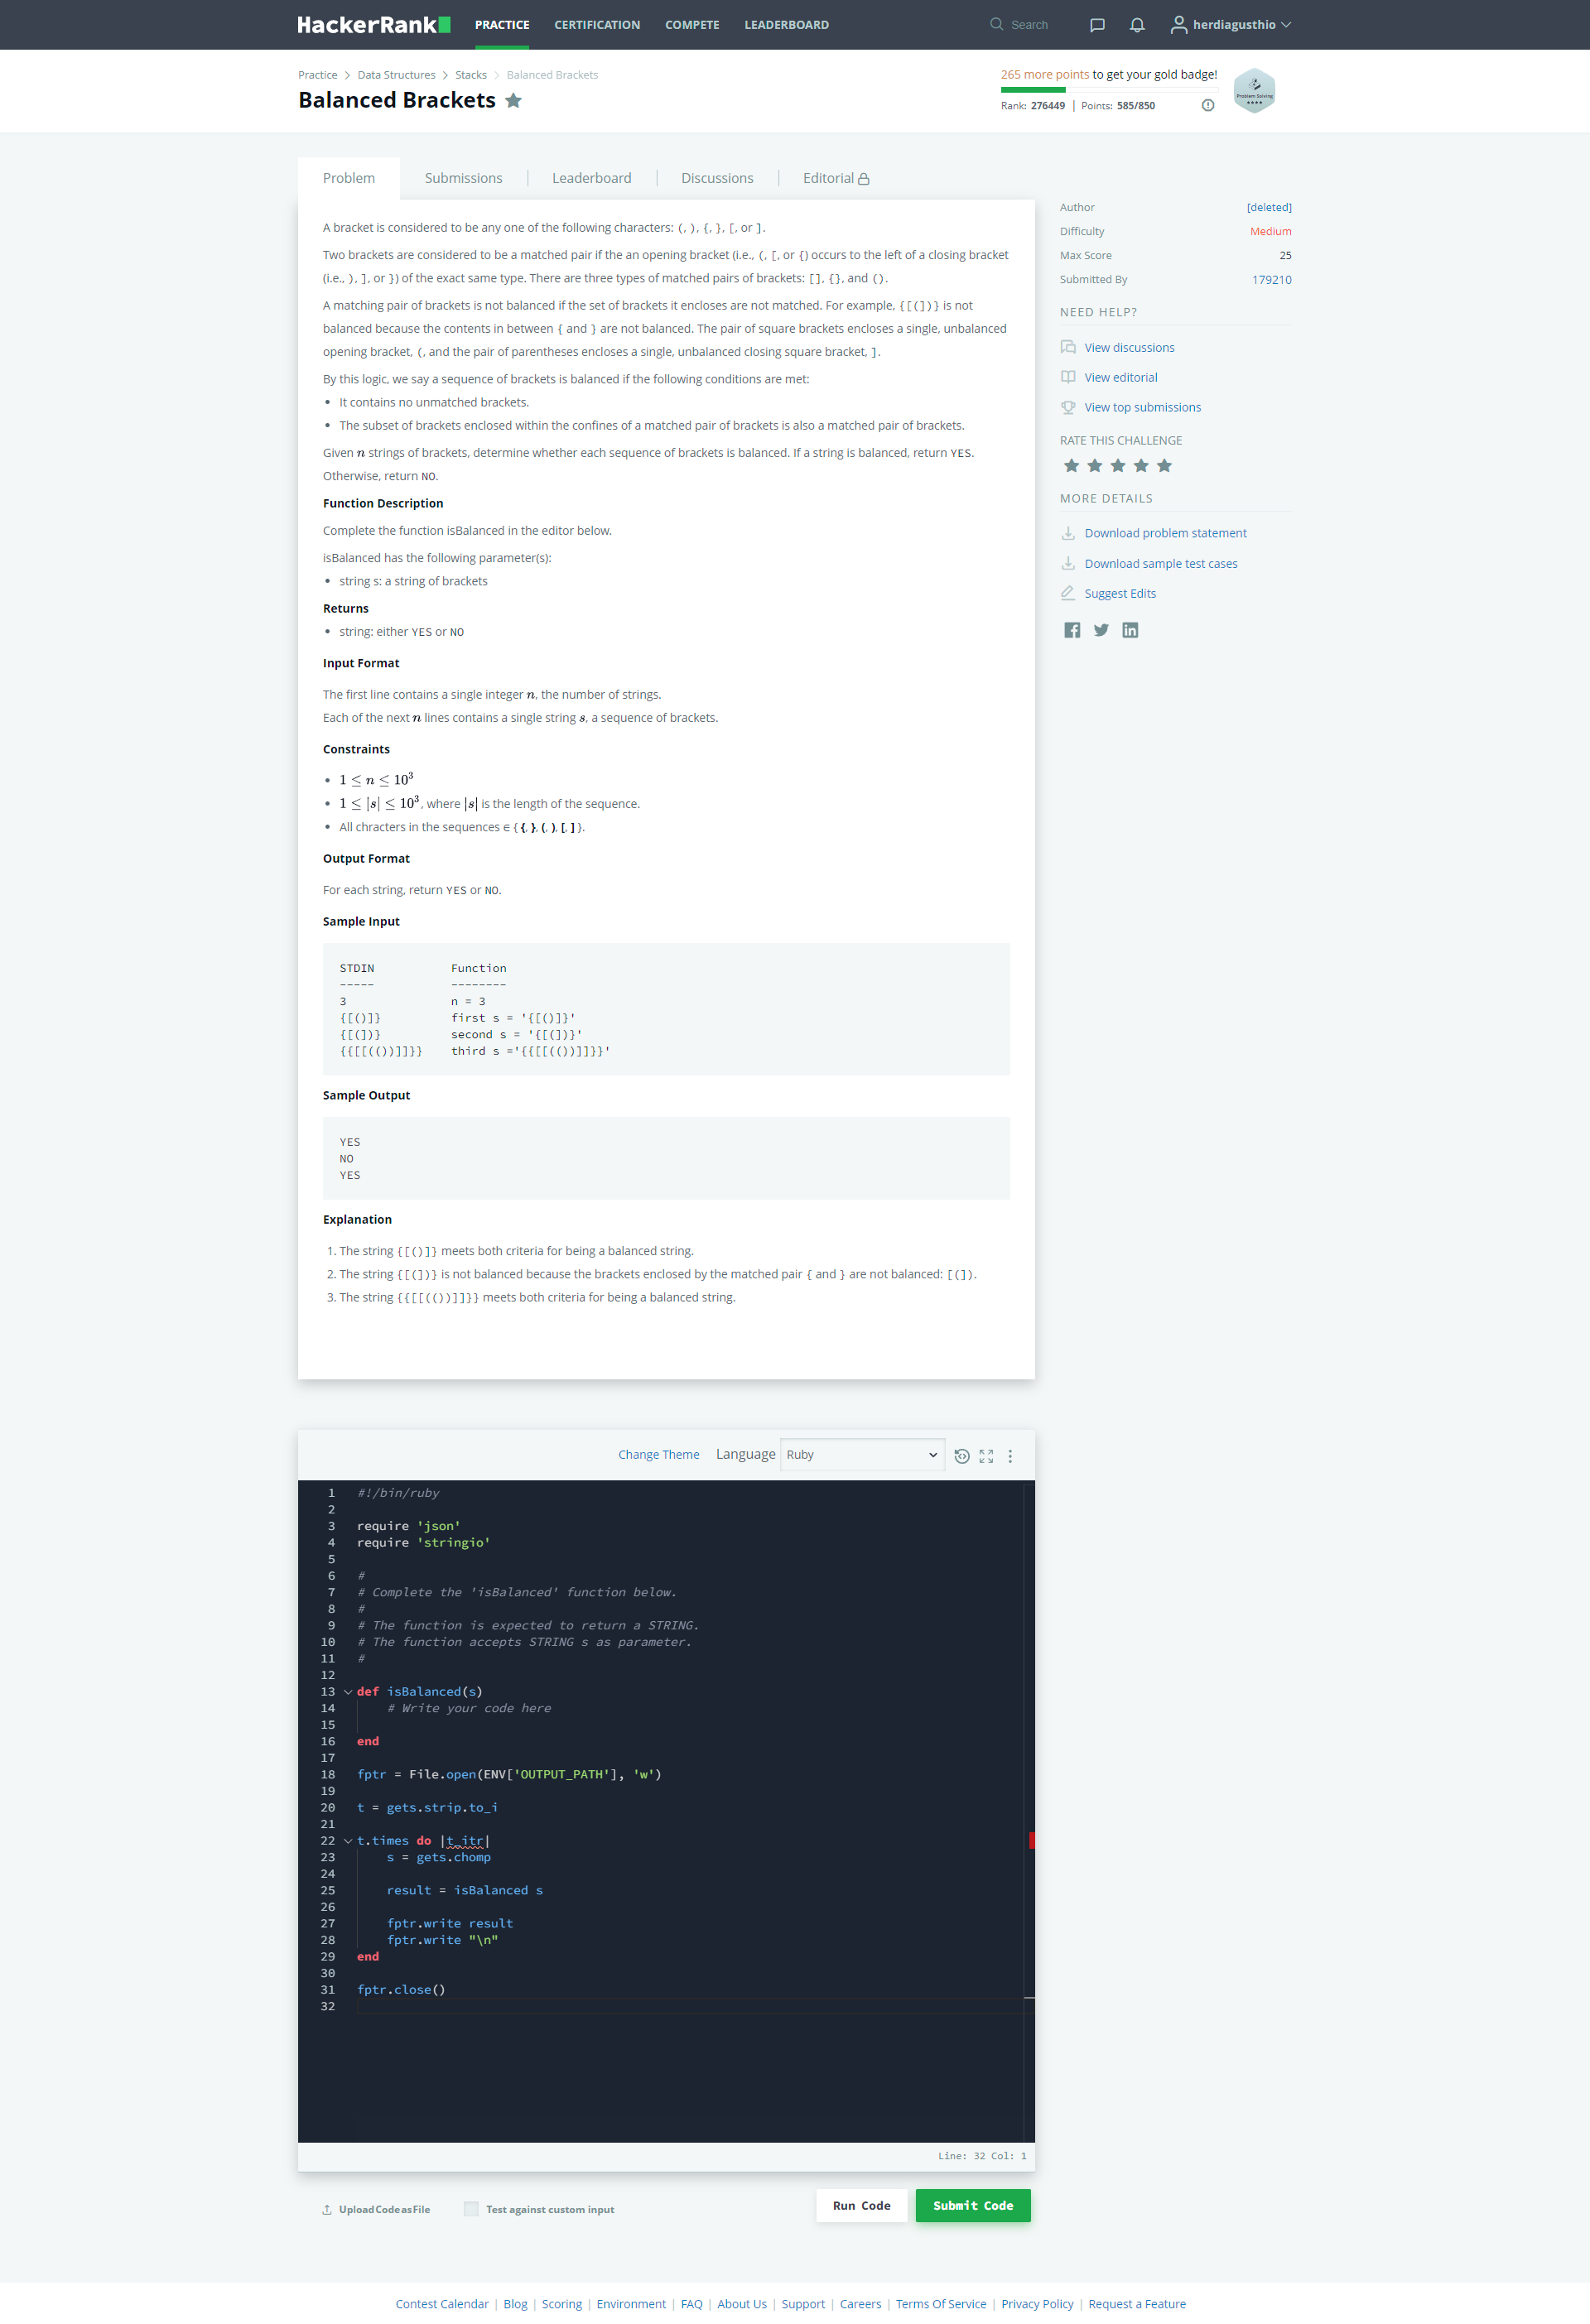 HackerRank
PRACTICE CERTIFICATION COMPETE LEADERBOARD
Search
herdiagusthio
Practice > Data Structures > Stacks > Balanced Brackets
Balanced Brackets
265 more points to get your gold badge!
Rank: 276449 | Points: 585/850
Problem Solving
Problem
Submissions
Leaderboard
Discussions
Editorial
A bracket is considered to be any one of the following characters: (, ), {, }, [, or ].
Two brackets are considered to be a matched pair if the an opening bracket (i.e., (, [, or {) occurs to the left of a closing bracket
(i.e., ), ], or }) of the exact same type. There are three types of matched pairs of brackets: [], {}, and ().
A matching pair of brackets is not balanced if the set of brackets it encloses are not matched. For example, {[(])} is not
balanced because the contents in between { and } are not balanced. The pair of square brackets encloses a single, unbalanced
opening bracket, (, and the pair of parentheses encloses a single, unbalanced closing square bracket, ].
By this logic, we say a sequence of brackets is balanced if the following conditions are met:
• It contains no unmatched brackets.
• The subset of brackets enclosed within the confines of a matched pair of brackets is also a matched pair of brackets.
Given n strings of brackets, determine whether each sequence of brackets is balanced. If a string is balanced, return YES.
Otherwise, return NO.
Function Description
Complete the function isBalanced in the editor below.
isBalanced has the following parameter(s):
• string s: a string of brackets
Returns
• string: either YES or NO
Input Format
The first line contains a single integer n, the number of strings.
Each of the next n lines contains a single string s, a sequence of brackets.
Constraints
• 1 ≤ n ≤ 10³
• 1 ≤ |s| ≤ 10³, where |s| is the length of the sequence.
• All chracters in the sequences ∈ { {, }, (, ), [, ] }.
Output Format
For each string, return YES or NO.
Sample Input
STDIN           Function
-----           --------
3               n = 3
{[()]}          first s = '{[()]}'
{[(])}          second s = '{[(])}'
{{[[(())]]}}    third s ='{{[[(())]]}}'
Sample Output
YES
NO
YES
Explanation
1. The string {[()]} meets both criteria for being a balanced string.
2. The string {[(])} is not balanced because the brackets enclosed by the matched pair { and } are not balanced: [(]).
3. The string {{[[(())]]}} meets both criteria for being a balanced string.
Author [deleted]
Difficulty Medium
Max Score 25
Submitted By 179210
NEED HELP?
View discussions
View editorial
View top submissions
RATE THIS CHALLENGE
MORE DETAILS
Download problem statement
Download sample test cases
Suggest Edits
Change Theme Language Ruby
1 #!/bin/ruby
2
3 require 'json'
4 require 'stringio'
5
6 #
7 # Complete the 'isBalanced' function below.
8 #
9 # The function is expected to return a STRING.
10 # The function accepts STRING s as parameter.
11 #
12
13 def isBalanced(s)
14     # Write your code here
15
16 end
17
18 fptr = File.open(ENV['OUTPUT_PATH'], 'w')
19
20 t = gets.strip.to_i
21
22 t.times do |t_itr|
23     s = gets.chomp
24
25     result = isBalanced s
26
27     fptr.write result
28     fptr.write "\n"
29 end
30
31 fptr.close()
32
Line: 32 Col: 1
Upload Code as File
Test against custom input
Run Code
Submit Code
Contest Calendar | Blog | Scoring | Environment | FAQ | About Us | Support | Careers | Terms Of Service | Privacy Policy | Request a Feature